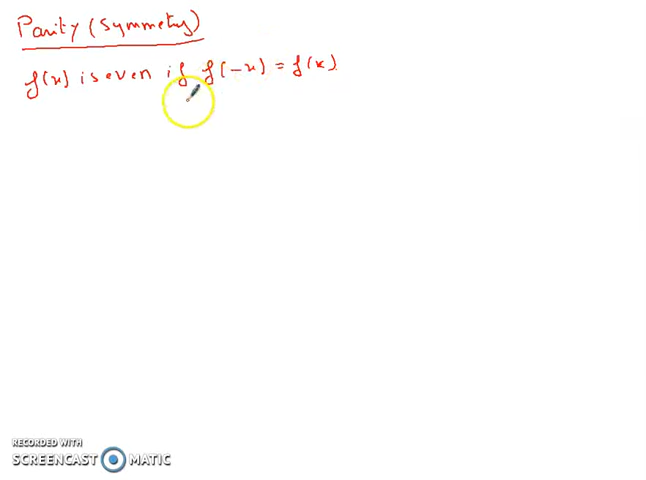 Parity (Symmetry)
f(x) is even if f(-x) = f(x)
RECORDED WITH
SCREENCAST MATIC